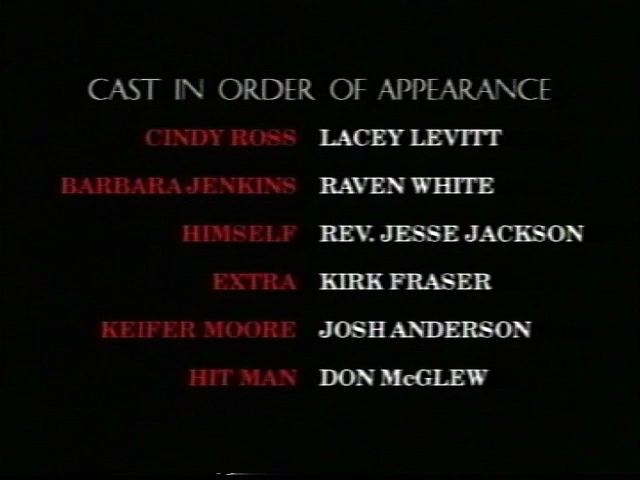 CAST IN ORDER OF APPEARANCE
CINDY ROSS LACEY LEVITT
BARBARA JENKINS RAVEN WHITE
HIMSELF REV. JESSE JACKSON
EXTRA KIRK FRASER
KEIFER MOORE JOSH ANDERSON
HIT MAN DON McGLEW